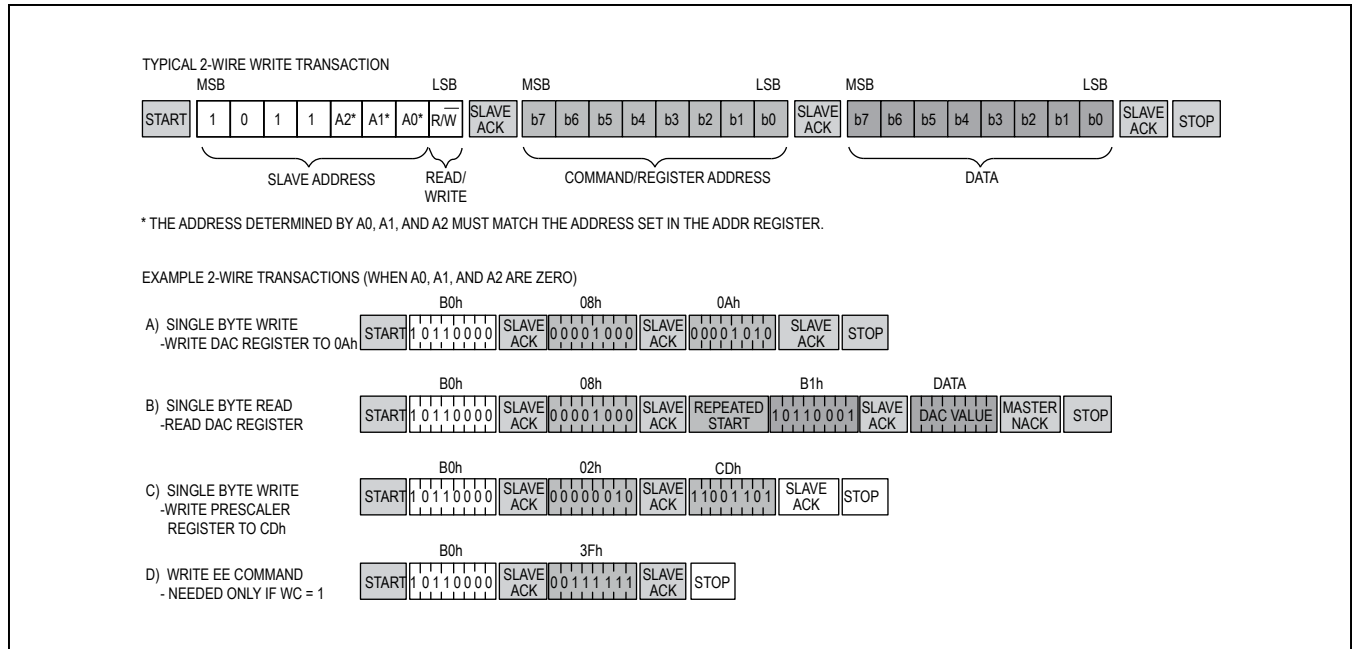 TYPICAL 2-WIRE WRITE TRANSACTION
MSB LSB MSB LSB MSB LSB
START 1 0 1 1 A2* A1* A0* R/W̅ SLAVE ACK b7 b6 b5 b4 b3 b2 b1 b0 SLAVE ACK b7 b6 b5 b4 b3 b2 b1 b0 SLAVE ACK STOP
SLAVE ADDRESS READ/WRITE COMMAND/REGISTER ADDRESS DATA
* THE ADDRESS DETERMINED BY A0, A1, AND A2 MUST MATCH THE ADDRESS SET IN THE ADDR REGISTER.
EXAMPLE 2-WIRE TRANSACTIONS (WHEN A0, A1, AND A2 ARE ZERO)
B0h 08h 0Ah
A) SINGLE BYTE WRITE
-WRITE DAC REGISTER TO 0Ah
START 10110000 SLAVE ACK 00001000 SLAVE ACK 00001010 SLAVE ACK STOP
B0h 08h B1h DATA
B) SINGLE BYTE READ
-READ DAC REGISTER
START 10110000 SLAVE ACK 00001000 SLAVE ACK REPEATED START 10110001 SLAVE ACK DAC VALUE MASTER NACK STOP
B0h 02h CDh
C) SINGLE BYTE WRITE
-WRITE PRESCALER
REGISTER TO CDh
START 10110000 SLAVE ACK 00000010 SLAVE ACK 11001101 SLAVE ACK STOP
B0h 3Fh
D) WRITE EE COMMAND
- NEEDED ONLY IF WC = 1
START 10110000 SLAVE ACK 00111111 SLAVE ACK STOP